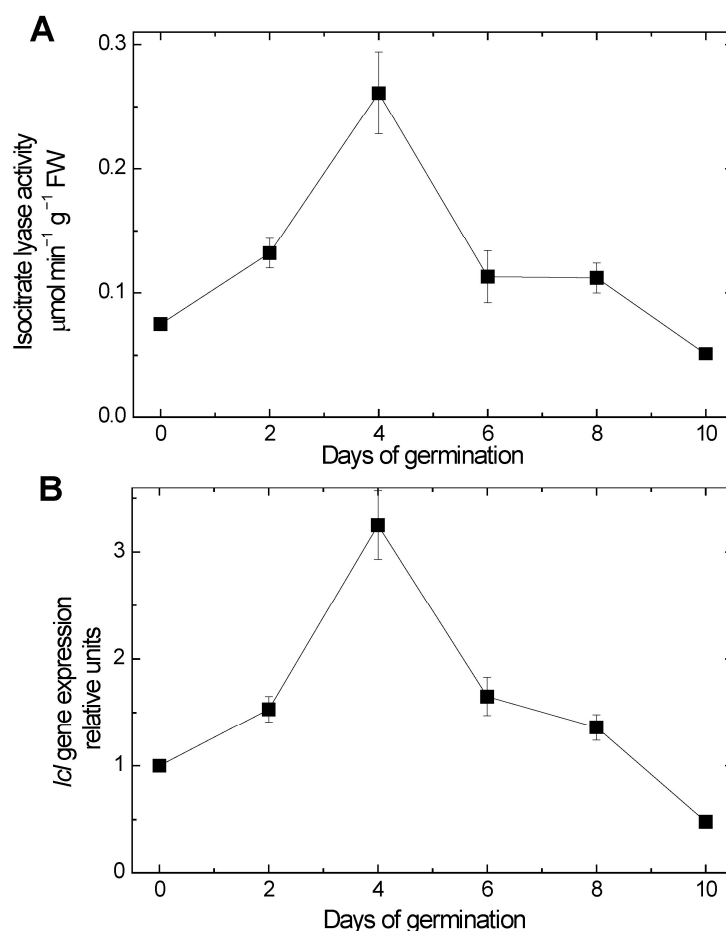 A
0.3
0.2
0.1
0.0
Isocitrate lyase activity
μmol min⁻¹ g⁻¹ FW
0 2 4 6 8 10
Days of germination
B
3
2
1
0
Icl gene expression
relative units
0 2 4 6 8 10
Days of germination